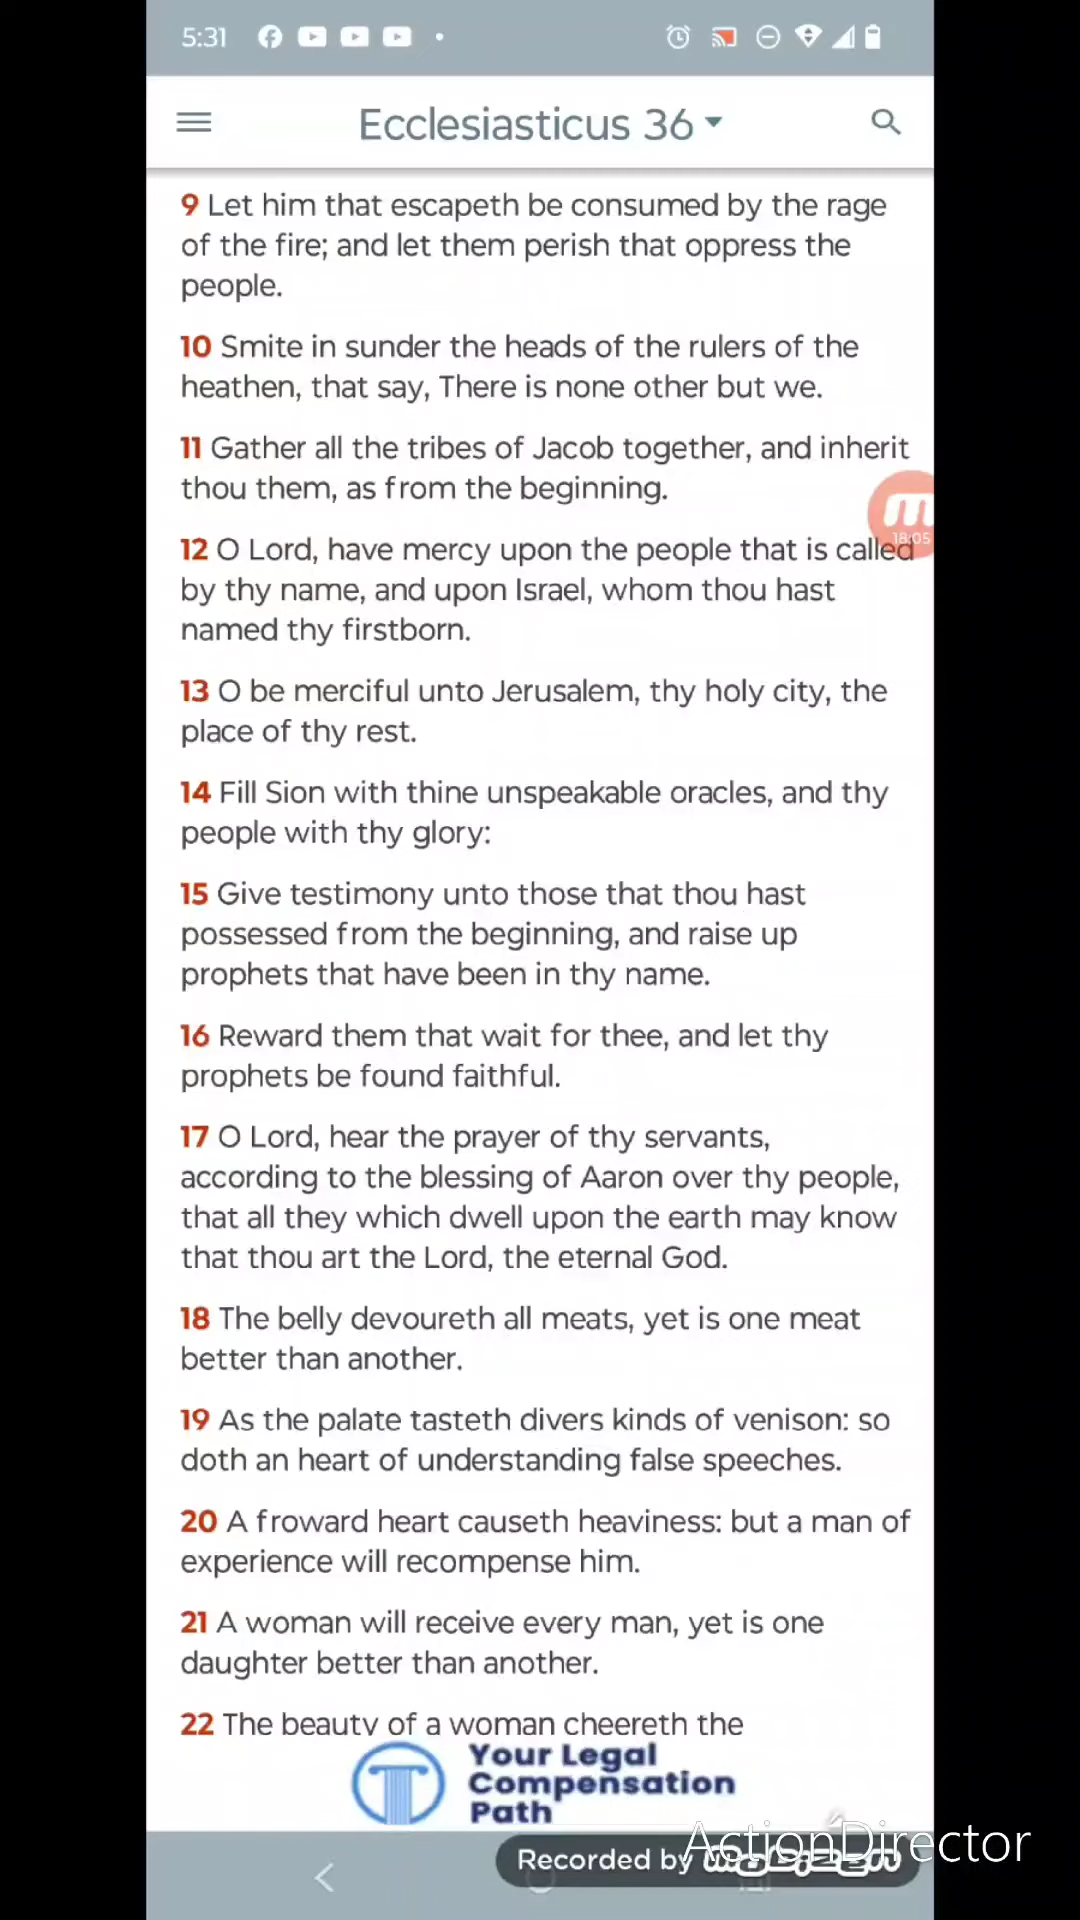 5:31
Ecclesiasticus 36
9 Let him that escapeth be consumed by the rage
of the fire; and let them perish that oppress the
people.
10 Smite in sunder the heads of the rulers of the
heathen, that say, There is none other but we.
11 Gather all the tribes of Jacob together, and inherit
thou them, as from the beginning.
18:05
12 O Lord, have mercy upon the people that is called
by thy name, and upon Israel, whom thou hast
named thy firstborn.
13 O be merciful unto Jerusalem, thy holy city, the
place of thy rest.
14 Fill Sion with thine unspeakable oracles, and thy
people with thy glory:
15 Give testimony unto those that thou hast
possessed from the beginning, and raise up
prophets that have been in thy name.
16 Reward them that wait for thee, and let thy
prophets be found faithful.
17 O Lord, hear the prayer of thy servants,
according to the blessing of Aaron over thy people,
that all they which dwell upon the earth may know
that thou art the Lord, the eternal God.
18 The belly devoureth all meats, yet is one meat
better than another.
19 As the palate tasteth divers kinds of venison: so
doth an heart of understanding false speeches.
20 A froward heart causeth heaviness: but a man of
experience will recompense him.
21 A woman will receive every man, yet is one
daughter better than another.
22 The beauty of a woman cheereth the
Your Legal
Compensation
Path
ActionDirector
Recorded by